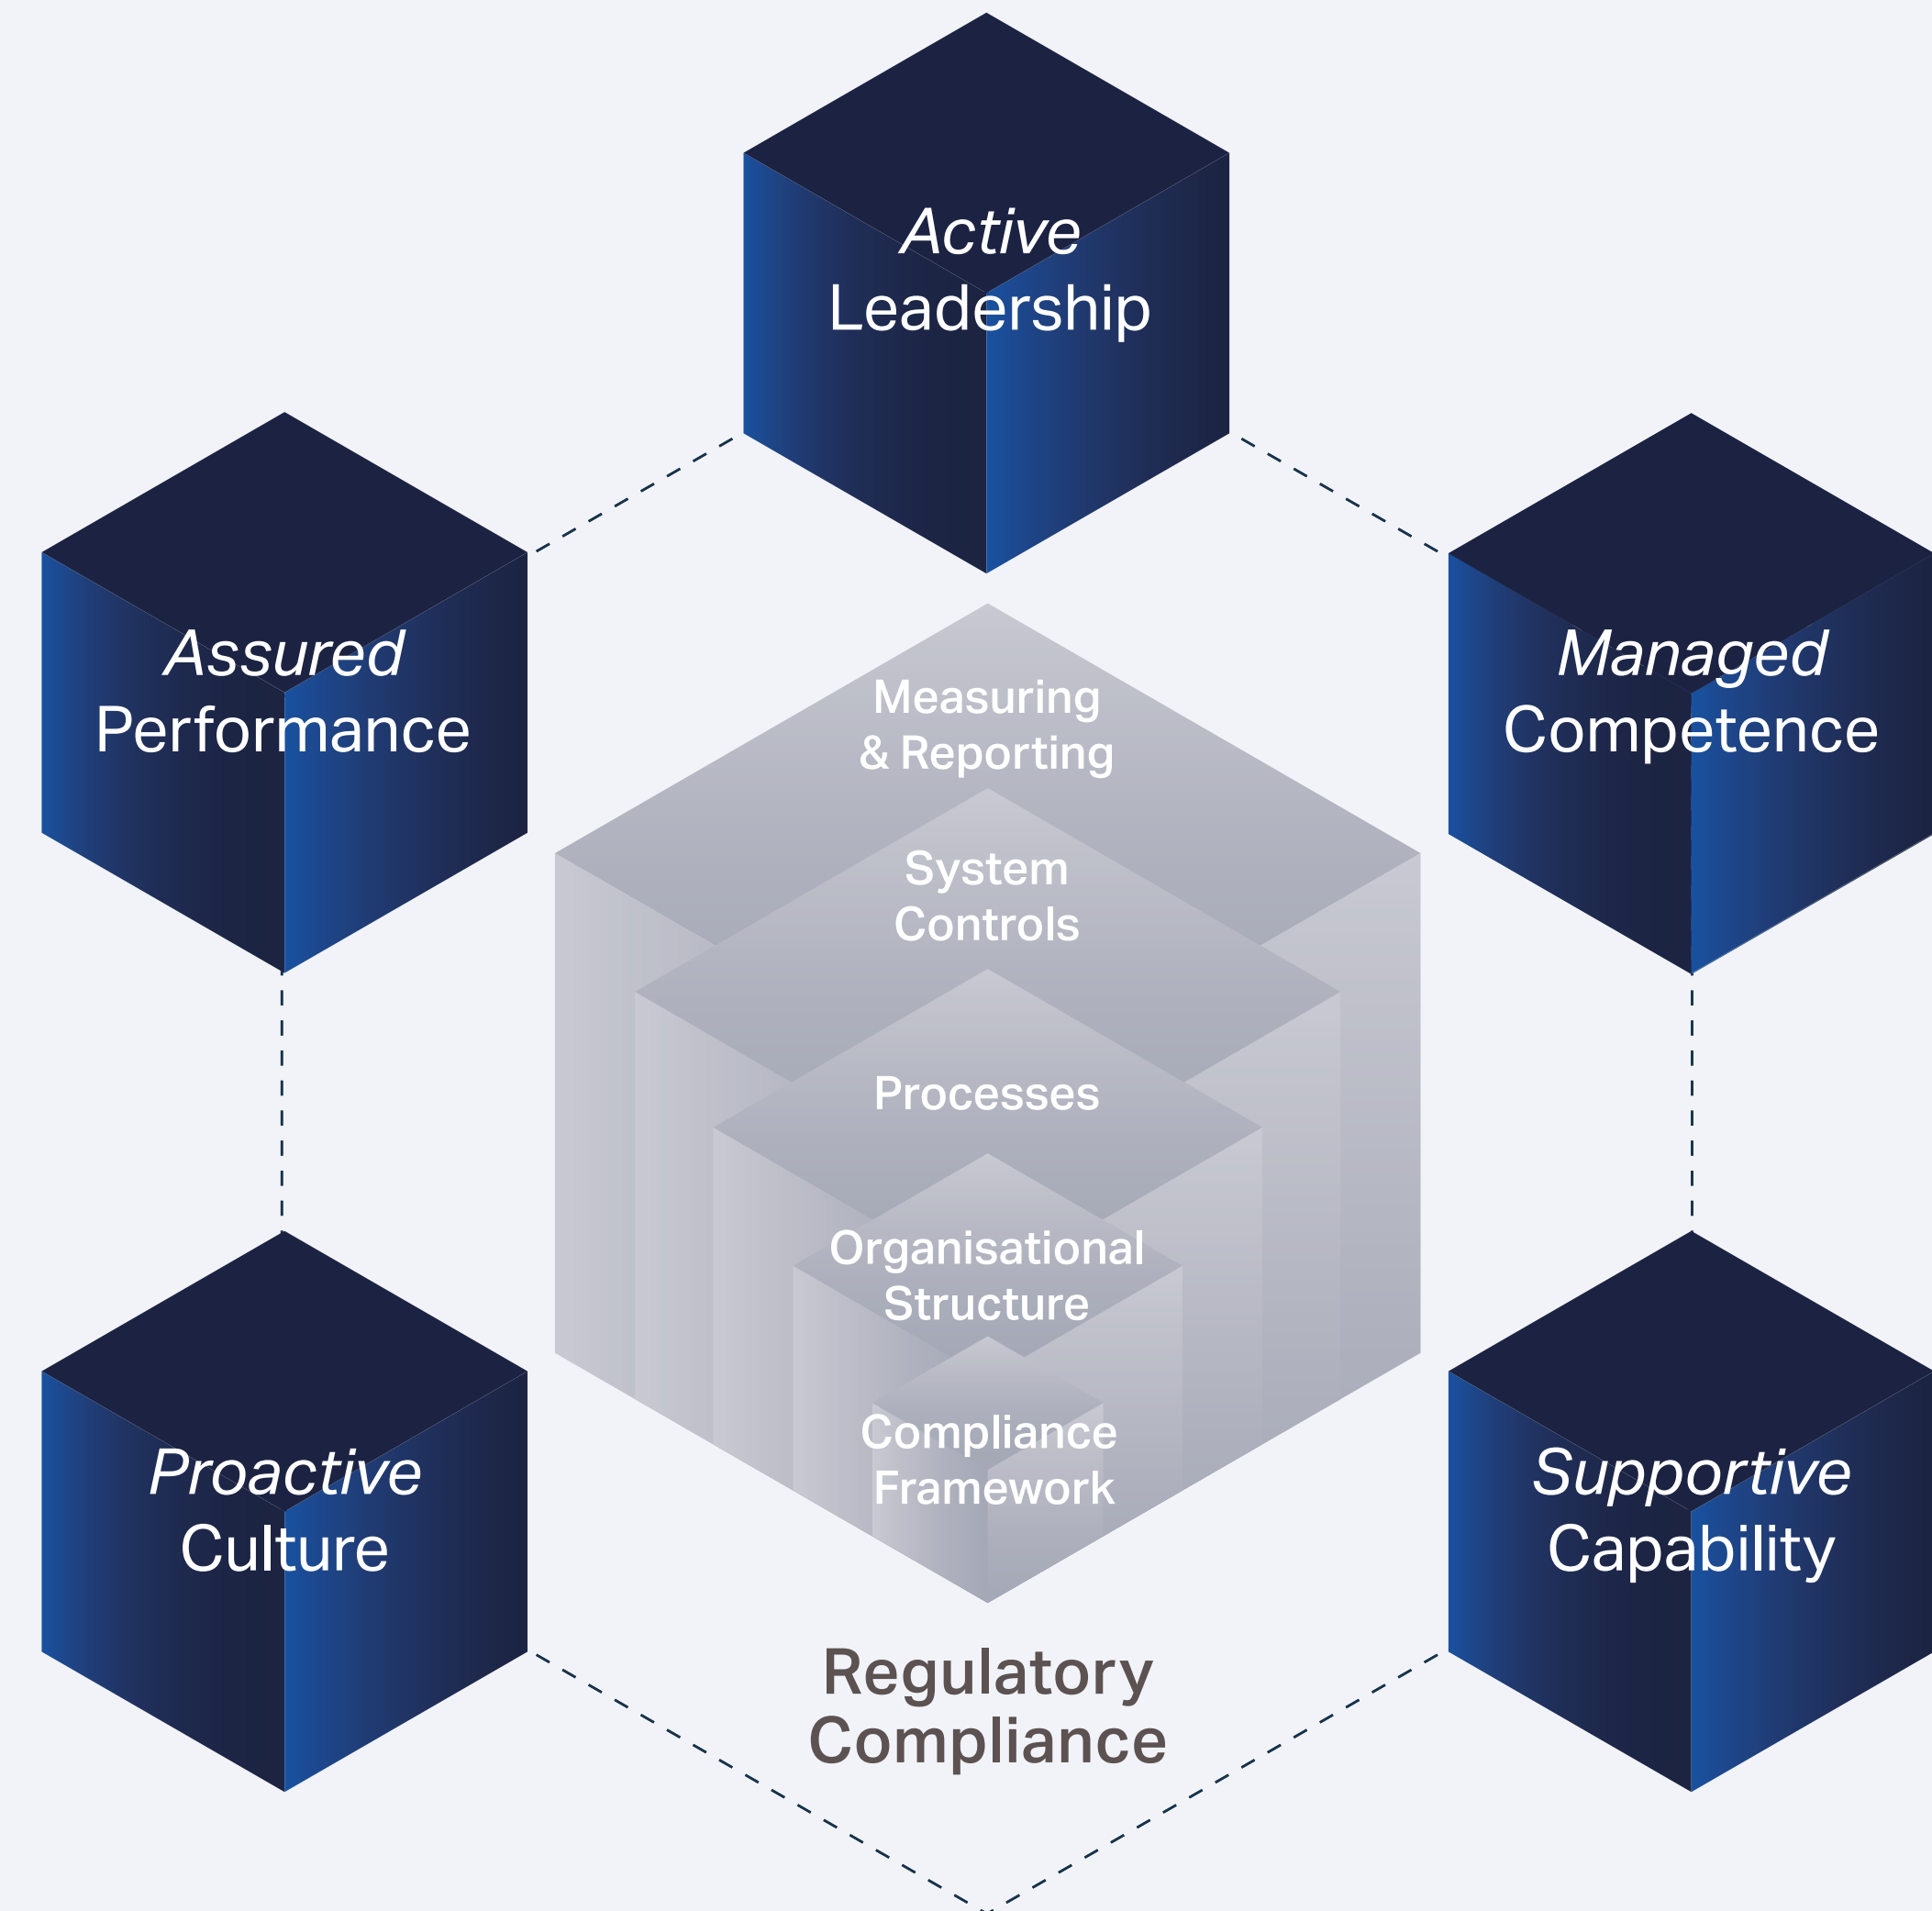 Active
Leadership
Assured
Performance
Managed
Competence
Measuring
& Reporting
System
Controls
Processes
Organisational
Structure
Compliance
Framework
Proactive
Culture
Supportive
Capability
Regulatory
Compliance